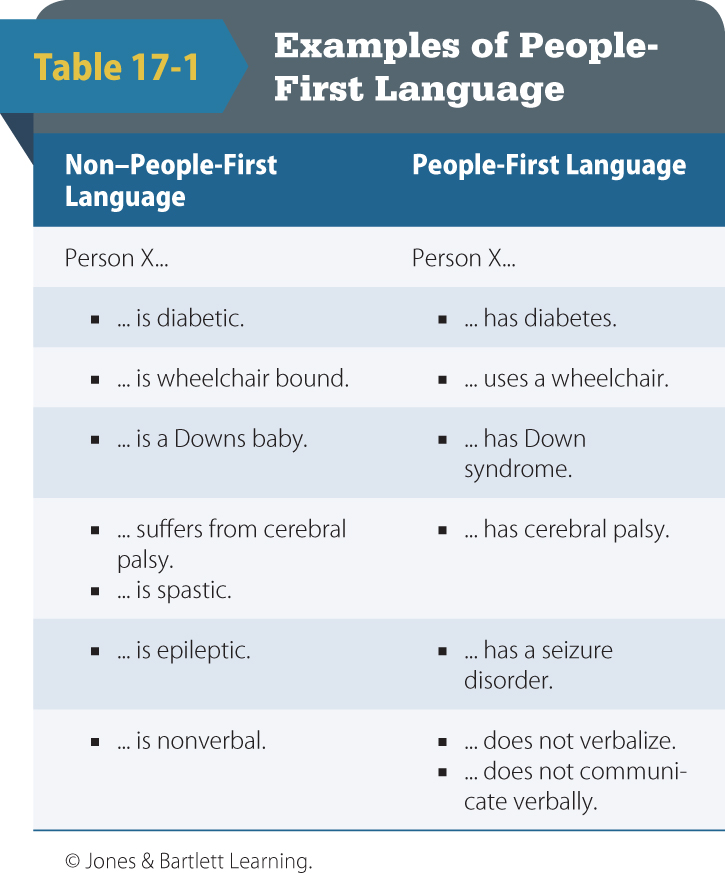 Table 17-1
Examples of People-
First Language
Non–People-First
Language
People-First Language
Person X...
Person X...
▪ ... is diabetic.
▪ ... has diabetes.
▪ ... is wheelchair bound.
▪ ... uses a wheelchair.
▪ ... is a Downs baby.
▪ ... has Down
syndrome.
▪ ... suffers from cerebral
palsy.
▪ ... is spastic.
▪ ... has cerebral palsy.
▪ ... is epileptic.
▪ ... has a seizure
disorder.
▪ ... is nonverbal.
▪ ... does not verbalize.
▪ ... does not communi-
cate verbally.
© Jones & Bartlett Learning.